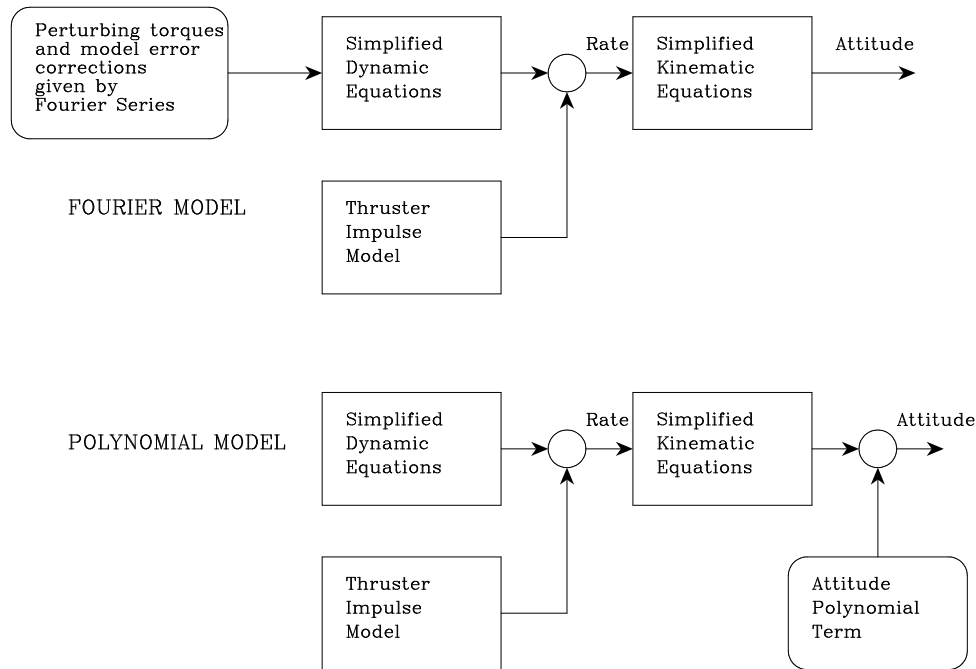 Perturbing torques
and model error
corrections
given by
Fourier Series
Simplified
Dynamic
Equations
Rate
Simplified
Kinematic
Equations
Attitude
FOURIER MODEL
Thruster
Impulse
Model
POLYNOMIAL MODEL
Simplified
Dynamic
Equations
Rate
Simplified
Kinematic
Equations
Attitude
Thruster
Impulse
Model
Attitude
Polynomial
Term